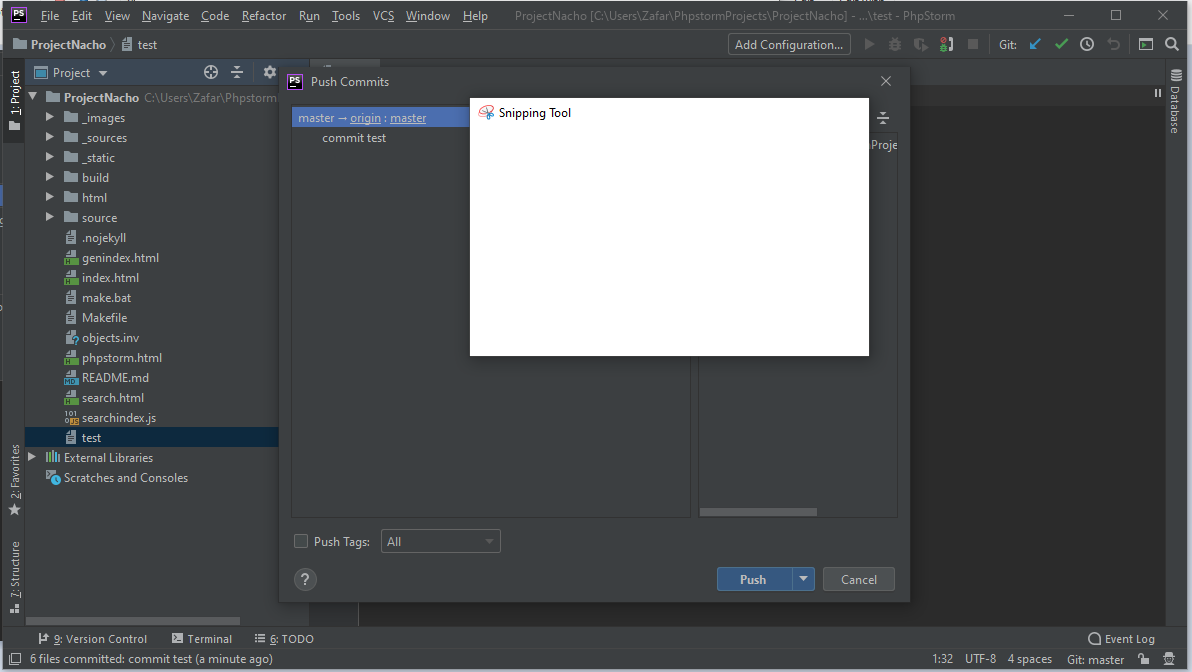 PS File Edit View Navigate Code Refactor Run Tools VCS Window Help ProjectNacho [C:\Users\Zafar\PhpstormProjects\ProjectNacho] - ...\test - PhpStorm
ProjectNacho test Add Configuration... Git:
1: Project
Project
PS Push Commits
ProjectNacho C:\Users\Zafar\Phpstorm
_images
_sources
_static
build
html
source
.nojekyll
genindex.html
index.html
make.bat
Makefile
objects.inv
phpstorm.html
README.md
search.html
searchindex.js
test
External Libraries
Scratches and Consoles
master → origin : master
commit test
Snipping Tool
Proje
Database
Push Tags: All
? Push Cancel
2: Favorites
7: Structure
9: Version Control Terminal 6: TODO Event Log
6 files committed: commit test (a minute ago) 1:32 UTF-8 4 spaces Git: master